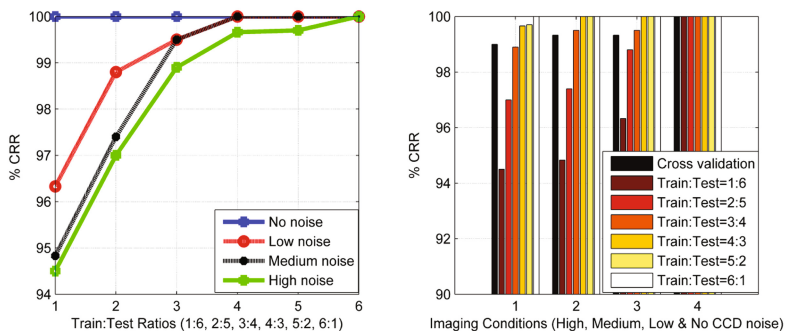 100
99
98
97
96
95
94
% CRR
1
2
3
4
5
6
Train:Test Ratios (1:6, 2:5, 3:4, 4:3, 5:2, 6:1)
No noise
Low noise
Medium noise
High noise
100
98
96
94
92
90
% CRR
1
2
3
4
Imaging Conditions (High, Medium, Low & No CCD noise)
Cross validation
Train:Test=1:6
Train:Test=2:5
Train:Test=3:4
Train:Test=4:3
Train:Test=5:2
Train:Test=6:1